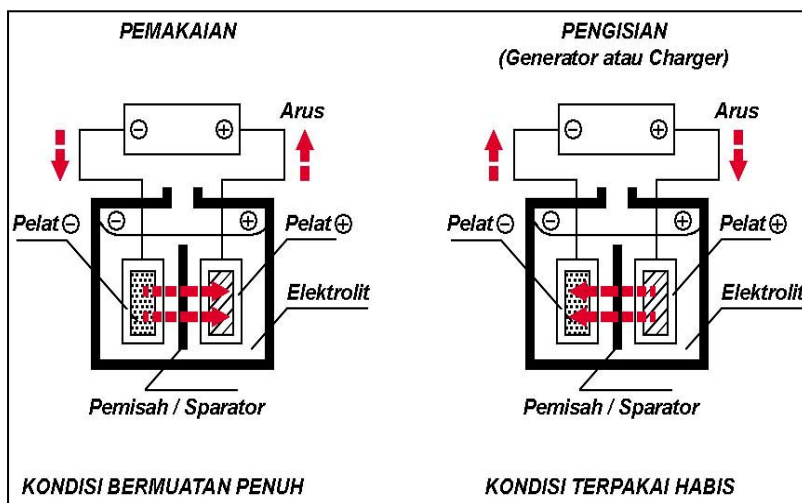 PEMAKAIAN
⊖ ⊕
Pelat ⊖
⊖ ⊕
Pelat ⊕
Elektrolit
Pemisah / Sparator
KONDISI BERMUATAN PENUH
PENGISIAN
(Generator atau Charger)
Arus
⊖ ⊕
Pelat ⊖
⊖ ⊕
Pelat ⊕
Elektrolit
Pemisah / Sparator
KONDISI TERPAKAI HABIS